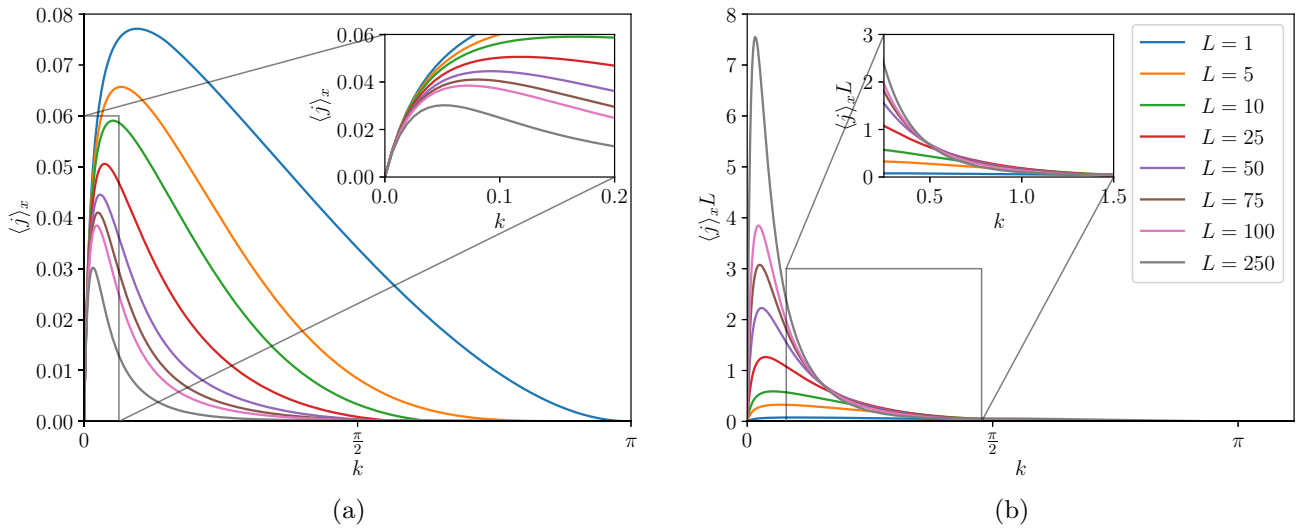 0.08
0.07
0.06
0.05
0.04
0.03
0.02
0.01
0.00
⟨j⟩ₓ
0
π/2
π
k
0.06
0.04
0.02
0.00
⟨j⟩ₓ
0.0
0.1
0.2
k
(a)
8
7
6
5
4
3
2
1
0
⟨j⟩ₓL
0
π/2
π
k
3
2
1
0
⟨j⟩ₓL
0.5
1.0
1.5
k
L = 1
L = 5
L = 10
L = 25
L = 50
L = 75
L = 100
L = 250
(b)